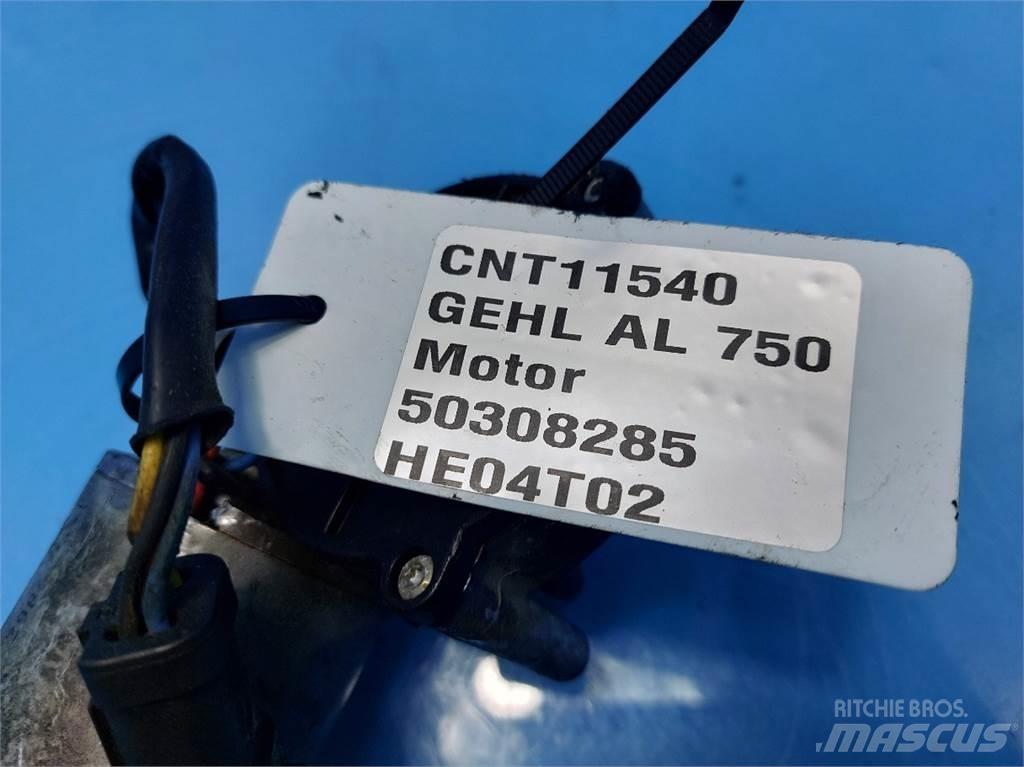 C
CNT11540
GEHL AL 750
Motor
50308285
HE04T02
RITCHIE BROS.
MASCUS